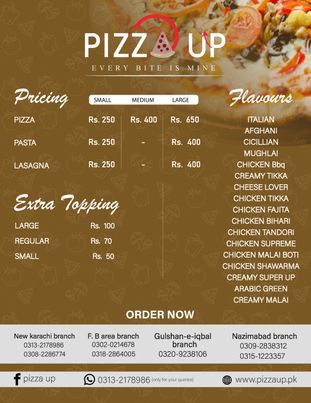 PIZZA UP
EVERY BITE IS MINE
Pricing
SMALL MEDIUM LARGE
PIZZA Rs. 250 Rs. 400 Rs. 650
PASTA Rs. 250 - Rs. 400
LASAGNA Rs. 250 - Rs. 400
Extra Topping
LARGE Rs. 100
REGULAR Rs. 70
SMALL Rs. 50
Flavours
ITALIAN
AFGHANI
CICILLIAN
MUGHLAI
CHICKEN Bbq
CREAMY TIKKA
CHEESE LOVER
CHICKEN TIKKA
CHICKEN FAJITA
CHICKEN BIHARI
CHICKEN TANDORI
CHICKEN SUPREME
CHICKEN MALAI BOTI
CHICKEN SHAWARMA
CREAMY SUPER UP
ARABIC GREEN
CREAMY MALAI
ORDER NOW
New karachi branch
0313-2178986
0308-2286774
F. B area branch
0302-0214678
0318-2864005
Gulshan-e-iqbal
branch
0320-9238106
Nazimabad branch
0309-2838312
0315-1223357
pizza up
0313-2178986 (only for your queries)
www.pizzaup.pk